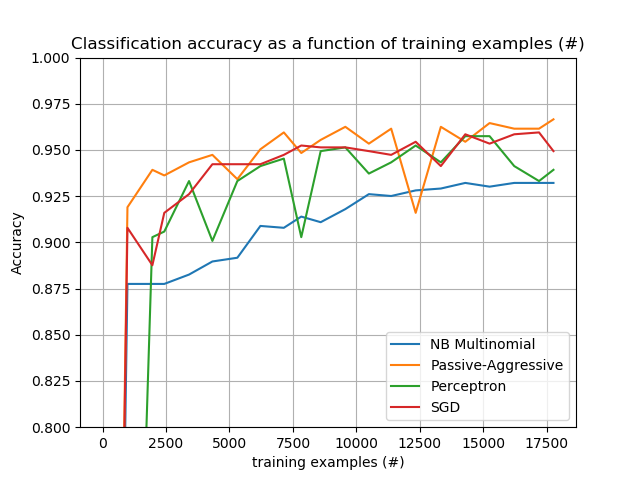 Classification accuracy as a function of training examples (#)
1.000
0.975
0.950
0.925
0.900
0.875
0.850
0.825
0.800
Accuracy
NB Multinomial
Passive-Aggressive
Perceptron
SGD
0 2500 5000 7500 10000 12500 15000 17500
training examples (#)